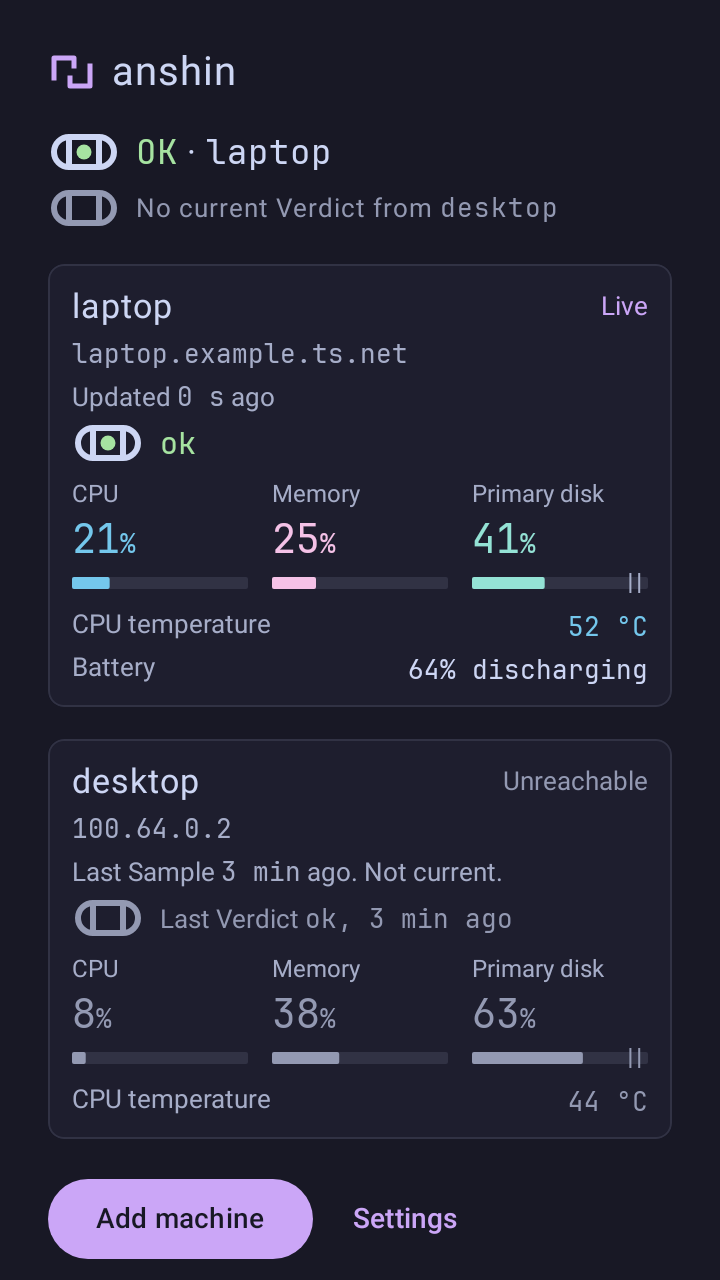 anshin
OK · laptop
No current Verdict from desktop
laptop Live
laptop.example.ts.net
Updated 0 s ago
ok
CPU Memory Primary disk
21% 25% 41%
CPU temperature 52 °C
Battery 64% discharging
desktop Unreachable
100.64.0.2
Last Sample 3 min ago. Not current.
Last Verdict ok, 3 min ago
CPU Memory Primary disk
8% 38% 63%
CPU temperature 44 °C
Add machine Settings